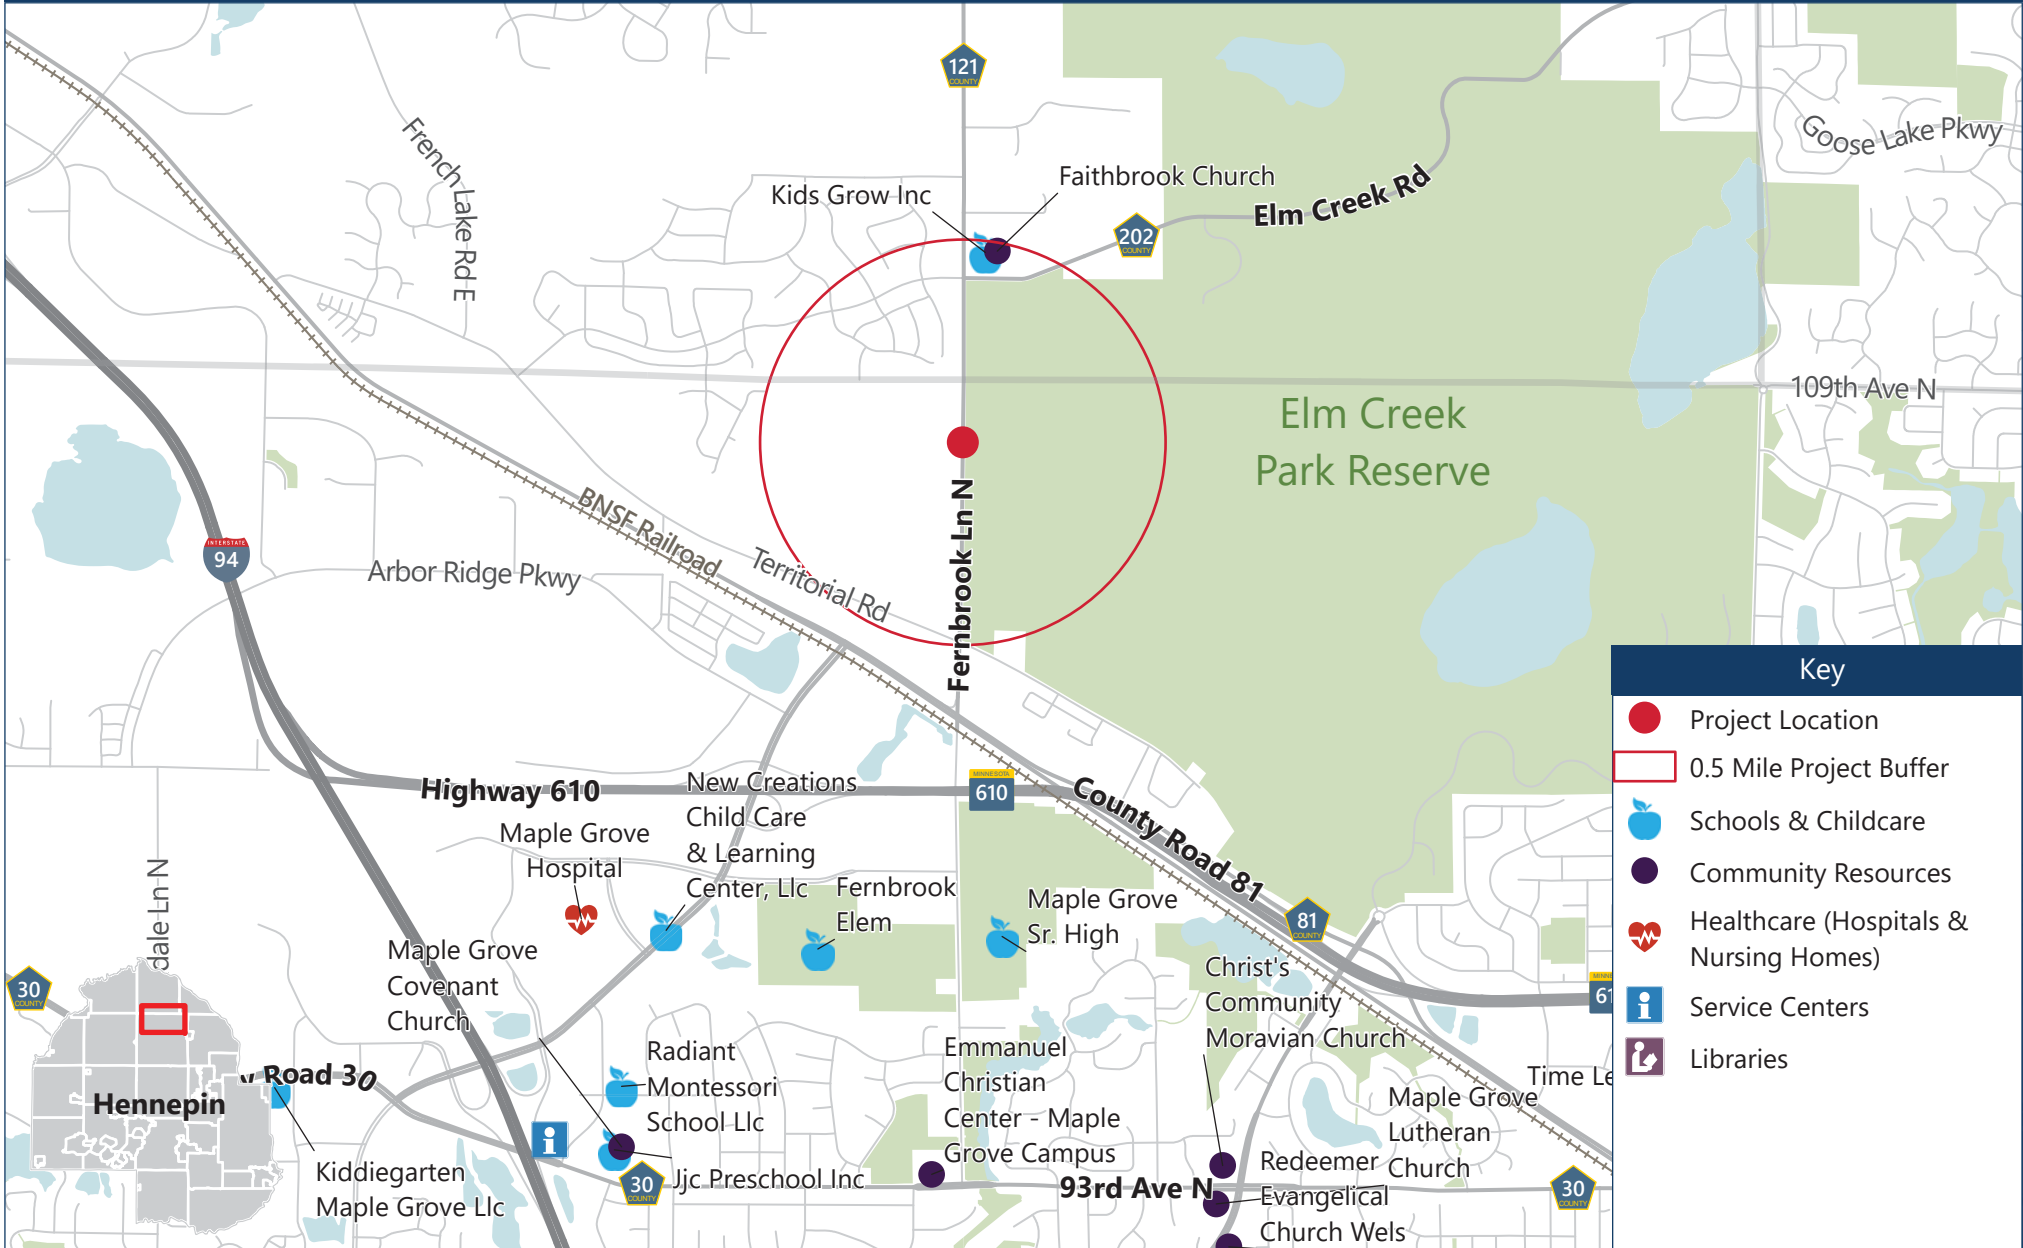 121
COUNTY
Goose Lake Pkwy
French Lake Rd E
Faithbrook Church
Kids Grow Inc
Elm Creek Rd
202
COUNTY
109th Ave N
Elm Creek
Park Reserve
BNSF Railroad
Fernbrook Ln N
INTERSTATE
94
Territorial Rd
Arbor Ridge Pkwy
Key
Project Location
0.5 Mile Project Buffer
Schools & Childcare
Community Resources
Healthcare (Hospitals &
Nursing Homes)
Service Centers
Libraries
Highway 610
MINNESOTA
610
County Road 81
New Creations
Child Care
& Learning
Center, Llc
Maple Grove
Hospital
Fernbrook
Elem
Maple Grove
Sr. High
81
COUNTY
dale Ln N
Maple Grove
Covenant
Church
30
COUNTY
Christ's
Community
Moravian Church
MINNE
61
Road 30
Hennepin
Radiant
Montessori
School Llc
Emmanuel
Christian
Center - Maple
Grove Campus
Time Le
Maple Grove
Lutheran
Church
Kiddiegarten
Maple Grove Llc
Jjc Preschool Inc
30
COUNTY
93rd Ave N
Redeemer
Evangelical
Church Wels
30
COUNTY